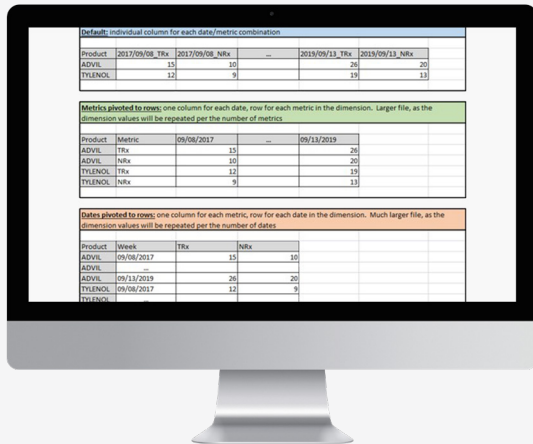 Default: individual column for each date/metric combination
Product 2017/09/08_TRx 2017/09/08_NRx ... 2019/09/13_TRx 2019/09/13_NRx
ADVIL 15 10 26 20
TYLENOL 12 9 19 13
Metrics pivoted to rows: one column for each date, row for each metric in the dimension. Larger file, as the
dimension values will be repeated per the number of metrics
Product Metric 09/08/2017 ... 09/13/2019
ADVIL TRx 15 26
ADVIL NRx 10 20
TYLENOL TRx 12 19
TYLENOL NRx 9 13
Dates pivoted to rows: one column for each metric, row for each date in the dimension. Much larger file, as the
dimension values will be repeated per the number of dates
Product Week TRx NRx
ADVIL 09/08/2017 15 10
ADVIL ...
ADVIL 09/13/2019 26 20
TYLENOL 09/08/2017 12 9
TYLENOL ...